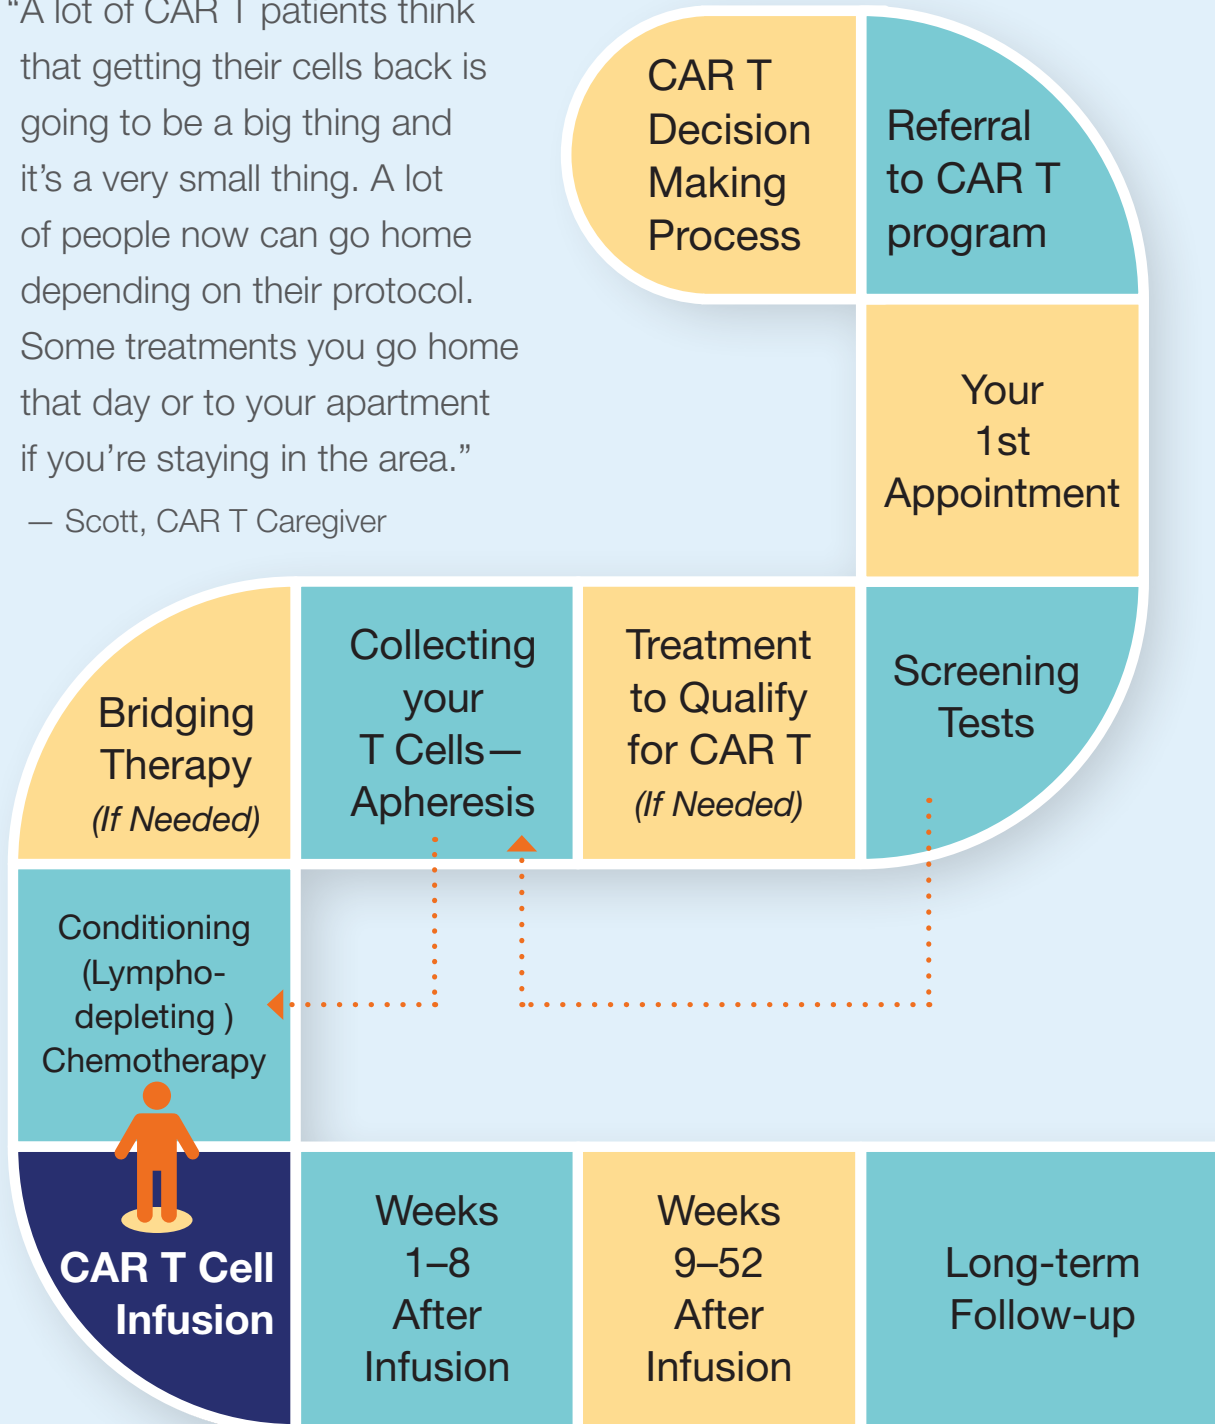 “A lot of CAR T patients think
that getting their cells back is
going to be a big thing and
it’s a very small thing. A lot
of people now can go home
depending on their protocol.
Some treatments you go home
that day or to your apartment
if you’re staying in the area.”
— Scott, CAR T Caregiver
CAR T
Decision
Making
Process
Referral
to CAR T
program
Your
1st
Appointment
Screening
Tests
Treatment
to Qualify
for CAR T
(If Needed)
Collecting
your
T Cells—
Apheresis
Bridging
Therapy
(If Needed)
Conditioning
(Lympho-
depleting )
Chemotherapy
CAR T Cell
Infusion
Weeks
1–8
After
Infusion
Weeks
9–52
After
Infusion
Long-term
Follow-up